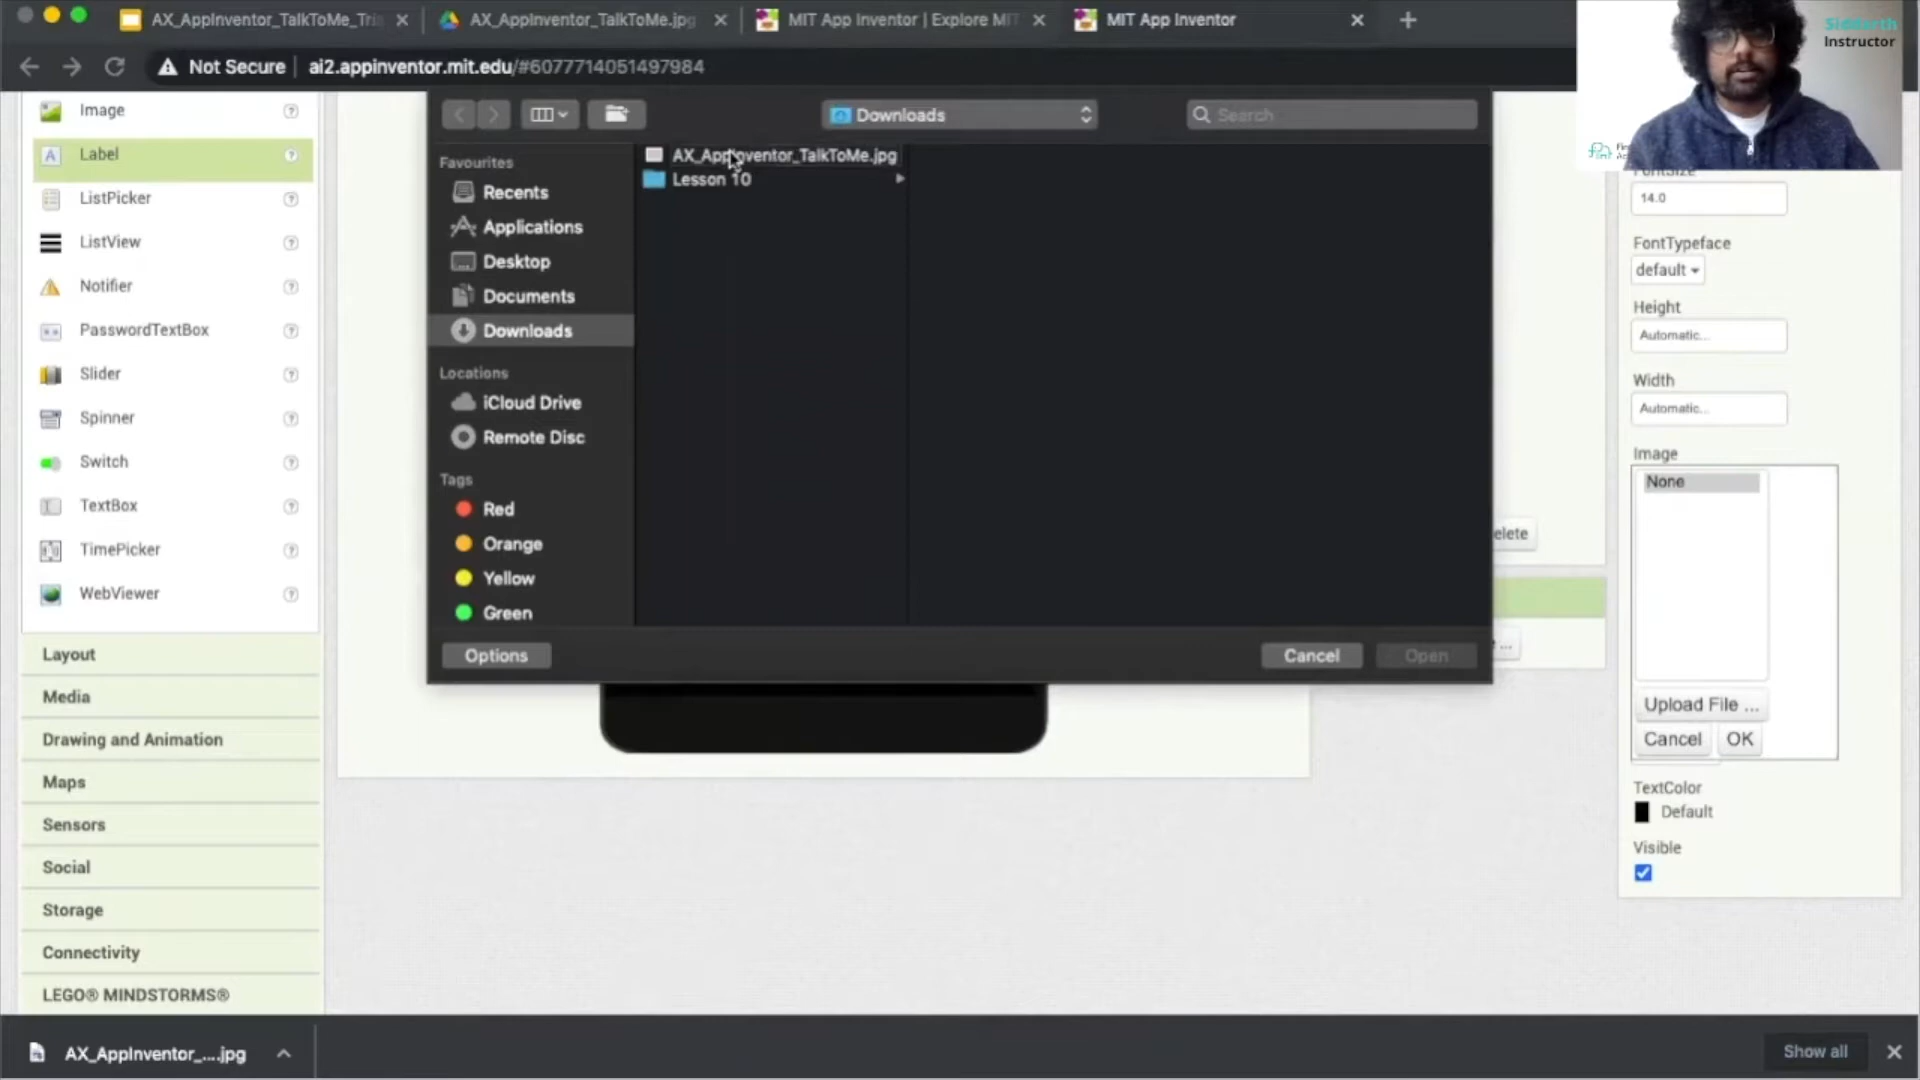 AX_AppInventor_TalkToMe_Tria
AX_AppInventor_TalkToMe.jpg
MIT App Inventor | Explore MIT
MIT App Inventor
Siddarth
Instructor
Not Secure
ai2.appinventor.mit.edu/#6077714051497984
Image
Label
ListPicker
ListView
Notifier
PasswordTextBox
Slider
Spinner
Switch
TextBox
TimePicker
WebViewer
Layout
Media
Drawing and Animation
Maps
Sensors
Social
Storage
Connectivity
LEGO® MINDSTORMS®
Downloads
Search
Favourites
Recents
Applications
Desktop
Documents
Downloads
Locations
iCloud Drive
Remote Disc
Tags
Red
Orange
Yellow
Green
AX_AppInventor_TalkToMe.jpg
Lesson 10
Options
Cancel
Open
elete
...
FontSize
14.0
FontTypeface
default
Height
Automatic...
Width
Automatic...
Image
None
Upload File ...
Cancel
OK
TextColor
Default
Visible
AX_AppInventor_....jpg
Show all